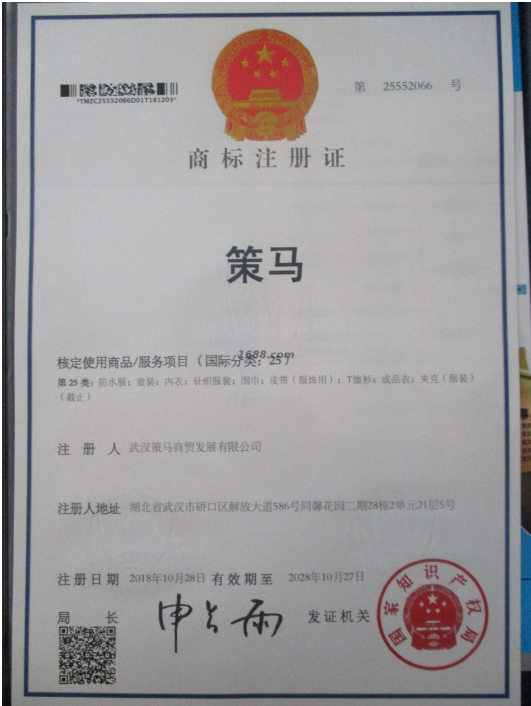 *TMZC25552066D01T181203*
第 25552066 号
商标注册证
策马
1688.com
核定使用商品/服务项目（国际分类：25）
第25类：防水服；童装；内衣；针织服装；围巾；皮带（服饰用）；T恤衫；成品衣；夹克（服装）
（截止）
注册人 武汉策马商贸发展有限公司
注册人地址 湖北省武汉市硚口区解放大道586号同馨花园二期28栋2单元21层5号
注册日期 2018年10月28日 有效期至 2028年10月27日
局长 申长雨 发证机关
国家知识产权局